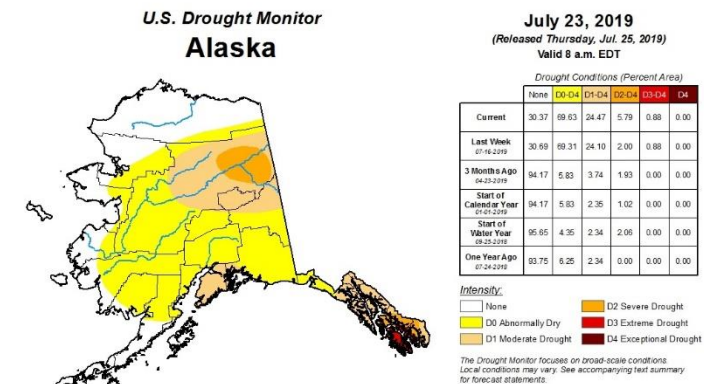 U.S. Drought Monitor
Alaska
July 23, 2019
(Released Thursday, Jul. 25, 2019)
Valid 8 a.m. EDT
Drought Conditions (Percent Area)
None D0-D4 D1-D4 D2-D4 D3-D4 D4
Current 30.37 69.63 24.47 5.79 0.88 0.00
Last Week 07-16-2019 30.69 69.31 24.10 2.00 0.88 0.00
3 Months Ago 04-23-2019 94.17 5.83 3.74 1.93 0.00 0.00
Start of Calendar Year 01-01-2019 94.17 5.83 2.35 1.02 0.00 0.00
Start of Water Year 09-25-2018 95.65 4.35 2.34 2.06 0.00 0.00
One Year Ago 07-24-2018 93.75 6.25 2.34 0.00 0.00 0.00
Intensity:
None
D0 Abnormally Dry
D1 Moderate Drought
D2 Severe Drought
D3 Extreme Drought
D4 Exceptional Drought
The Drought Monitor focuses on broad-scale conditions.
Local conditions may vary. See accompanying text summary
for forecast statements.